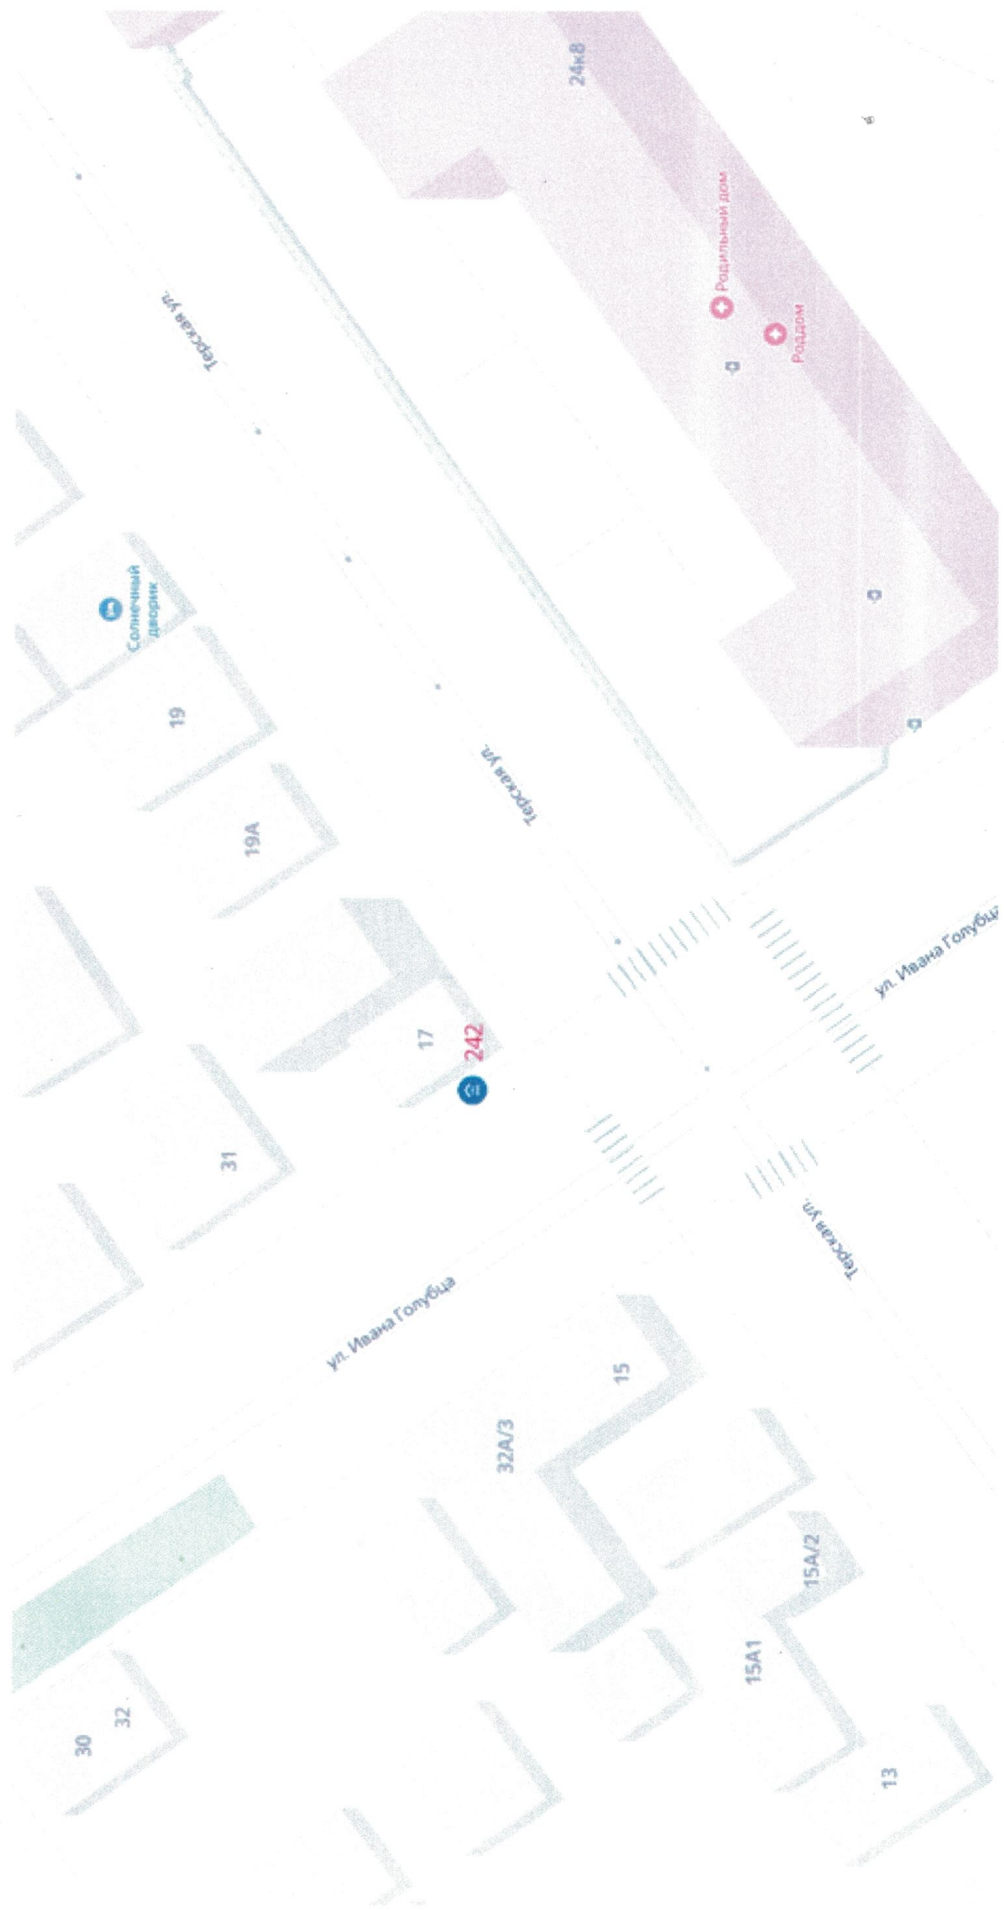 24к8
Родильный дом
Роддом
Терская ул.
Солнечный
дворик
19
19А
Терская ул.
17
242
31
ул. Ивана Голубца
ул. Ивана Голубца
Терская ул.
15
32А/3
15А/2
15А1
13
32
30